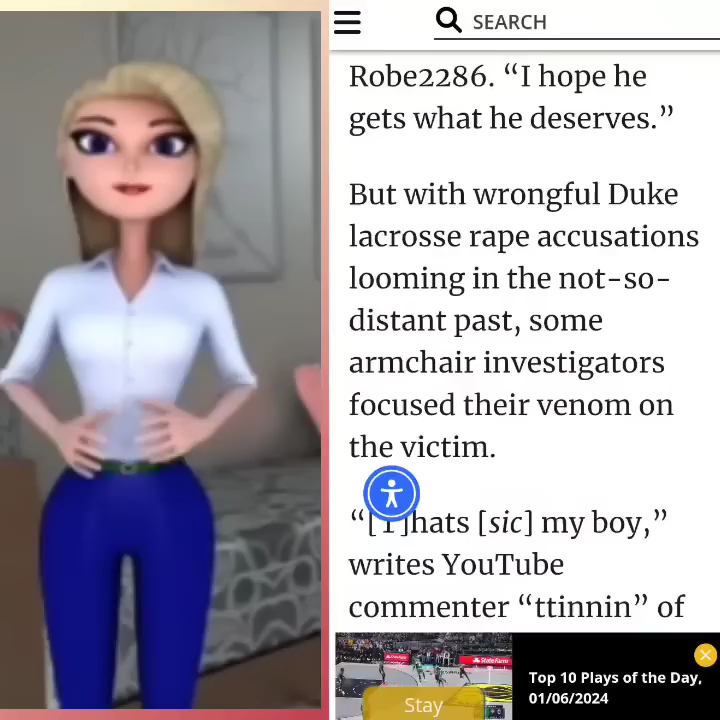 SEARCH
Robe2286. “I hope he
gets what he deserves.”
But with wrongful Duke
lacrosse rape accusations
looming in the not-so-
distant past, some
armchair investigators
focused their venom on
the victim.
“[T]hats [sic] my boy,”
writes YouTube
commenter “ttinnin” of
StateFarm
Top 10 Plays of the Day,
01/06/2024
Stay